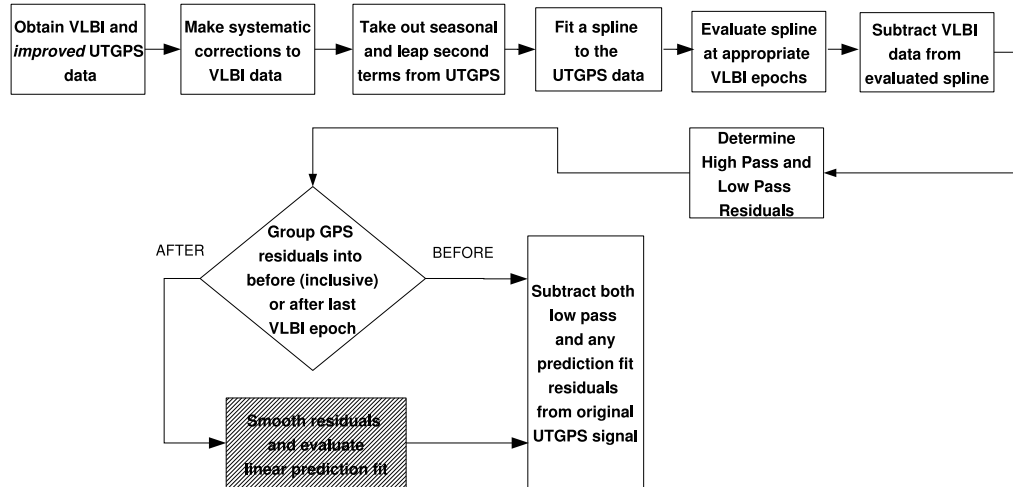 Obtain VLBI and
improved UTGPS
data
Make systematic
corrections to
VLBI data
Take out seasonal
and leap second
terms from UTGPS
Fit a spline
to the
UTGPS data
Evaluate spline
at appropriate
VLBI epochs
Subtract VLBI
data from
evaluated spline
Determine
High Pass and
Low Pass
Residuals
Group GPS
residuals into
before (inclusive)
or after last
VLBI epoch
AFTER
BEFORE
Smooth residuals
and evaluate
linear prediction fit
Subtract both
low pass
and any
prediction fit
residuals
from original
UTGPS signal